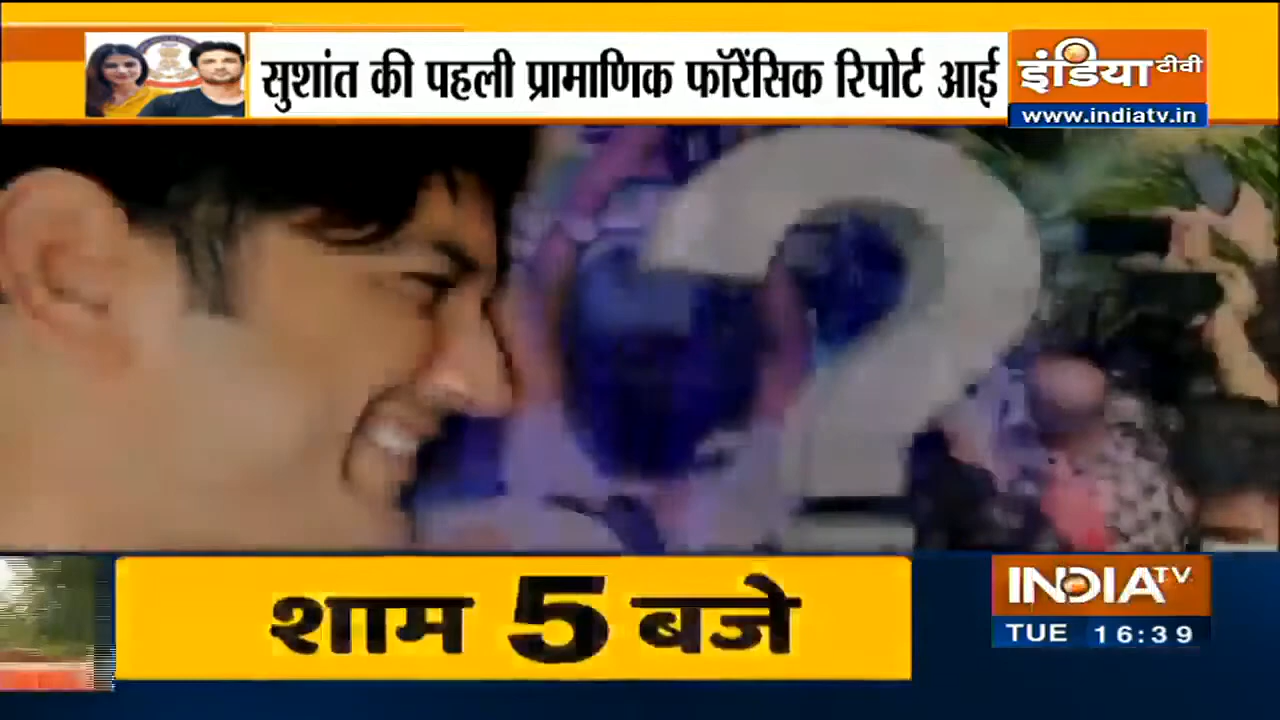 सुशांत की पहली प्रामाणिक फॉरेंसिक रिपोर्ट आई
इंडिया टीवी
www.indiatv.in
?
शाम 5 बजे
INDIA TV
TUE 16:39